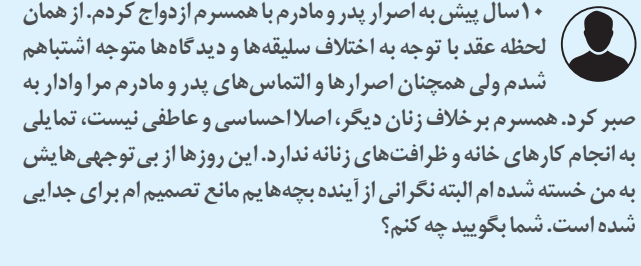 ۱۰سال پیش به اصرار پدر و مادرم با همسرم ازدواج کردم. از همان
لحظه عقد با توجه به اختلاف سلیقه‌ها و دیدگاه‌ها متوجه اشتباهم
شدم ولی همچنان اصرارها و التماس‌های پدر و مادرم مرا وادار به
صبر کرد. همسرم برخلاف زنان دیگر، اصلا احساسی و عاطفی نیست، تمایلی
به انجام کارهای خانه و ظرافت‌های زنانه ندارد. این روزها از بی توجهی‌هایش
به من خسته شده ام البته نگرانی از آینده بچه‌هایم مانع تصمیم ام برای جدایی
شده است. شما بگویید چه کنم؟